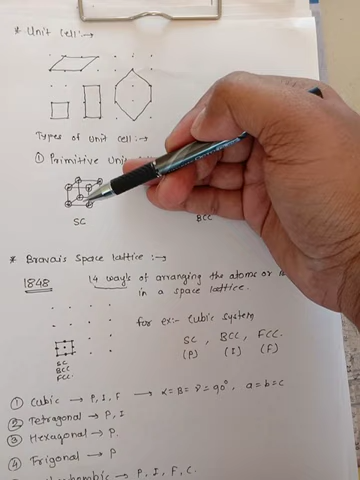 * Unit Cell:→
Types of Unit Cell:→
① Primitive Uni
SC
BCC
* Bravais Space lattice :→
1848
14 way's of arranging the atoms or
in a space lattice.
for ex:- Cubic System
SC, BCC, FCC.
(P) (I) (F)
SC
BCC
FCC.
① Cubic → P, I, F → α=β=γ=90°, a=b=c
② Tetragonal → P, I
③ Hexagonal → P.
④ Trigonal → P
P, I, F, C.